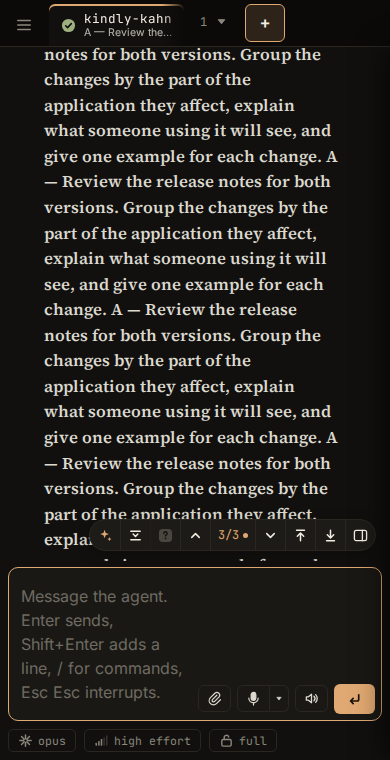 kindly-kahn
A — Review the...
1
+
notes for both versions. Group the
changes by the part of the
application they affect, explain
what someone using it will see, and
give one example for each change. A
— Review the release notes for both
versions. Group the changes by the
part of the application they affect,
explain what someone using it will
see, and give one example for each
change. A — Review the release
notes for both versions. Group the
changes by the part of the
application they affect, explain
what someone using it will see, and
give one example for each change. A
— Review the release notes for both
versions. Group the changes by the
part of the application they affect,
?
3/3
Message the agent.
Enter sends,
Shift+Enter adds a
line, / for commands,
Esc Esc interrupts.
opus
high effort
full